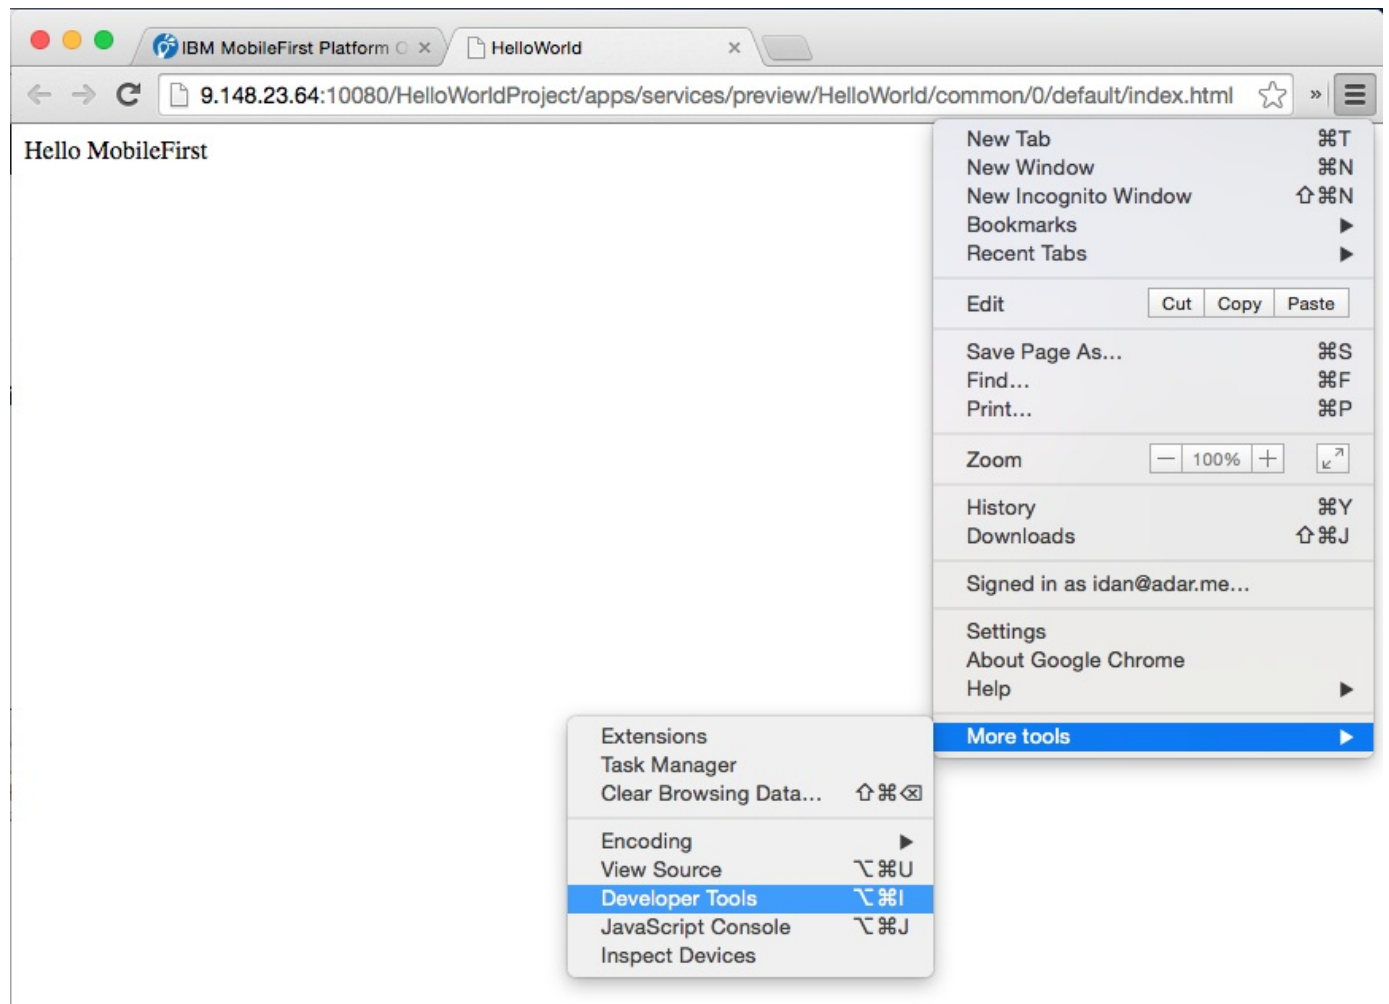 IBM MobileFirst Platform O
HelloWorld
9.148.23.64:10080/HelloWorldProject/apps/services/preview/HelloWorld/common/0/default/index.html
»
Hello MobileFirst
New Tab ⌘T
New Window ⌘N
New Incognito Window ⇧⌘N
Bookmarks ▶
Recent Tabs ▶
Edit Cut Copy Paste
Save Page As... ⌘S
Find... ⌘F
Print... ⌘P
Zoom — 100% +
History ⌘Y
Downloads ⇧⌘J
Signed in as idan@adar.me...
Settings
About Google Chrome
Help ▶
More tools ▶
Extensions
Task Manager
Clear Browsing Data... ⇧⌘⌫
Encoding ▶
View Source ⌥⌘U
Developer Tools ⌥⌘I
JavaScript Console ⌥⌘J
Inspect Devices